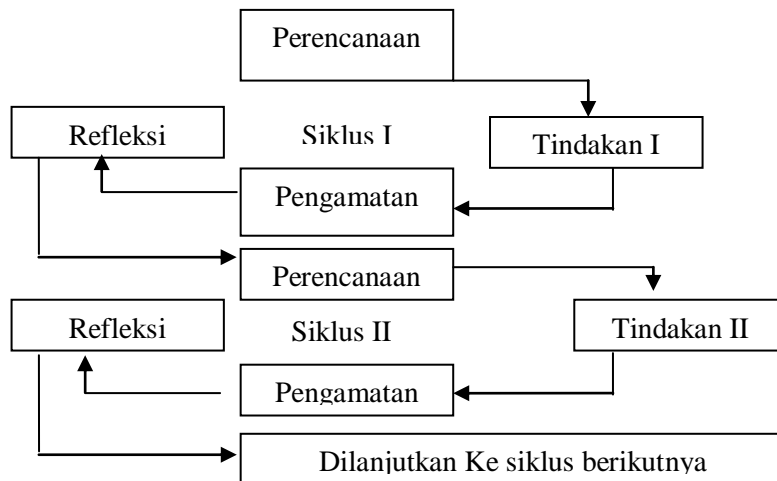 Perencanaan
Refleksi
Siklus I
Tindakan I
Pengamatan
Perencanaan
Refleksi
Siklus II
Tindakan II
Pengamatan
Dilanjutkan Ke siklus berikutnya